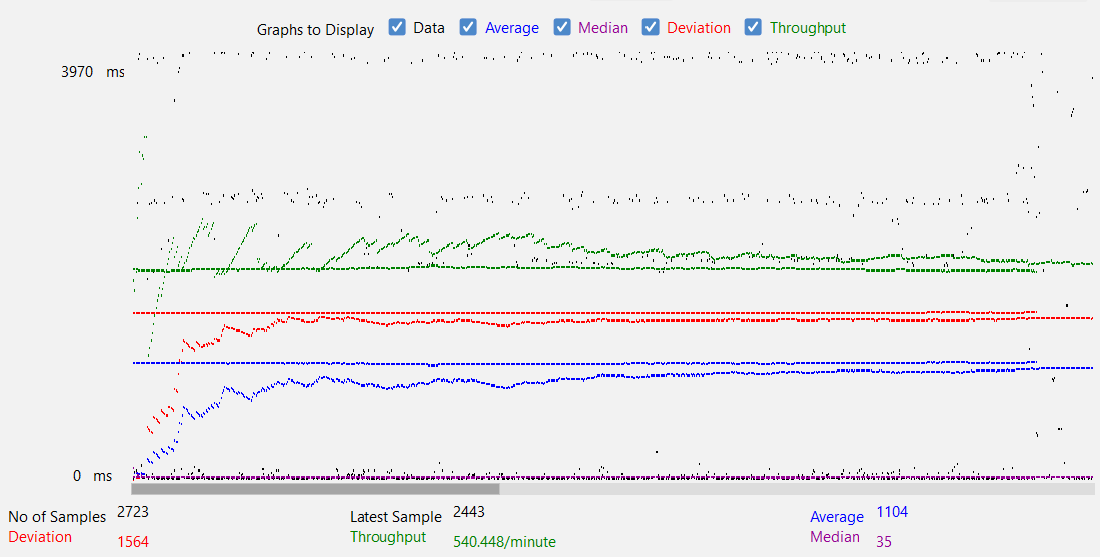 Graphs to Display Data Average Median Deviation Throughput
3970 ms
0 ms
No of Samples 2723 Latest Sample 2443 Average 1104
Deviation 1564 Throughput 540.448/minute Median 35